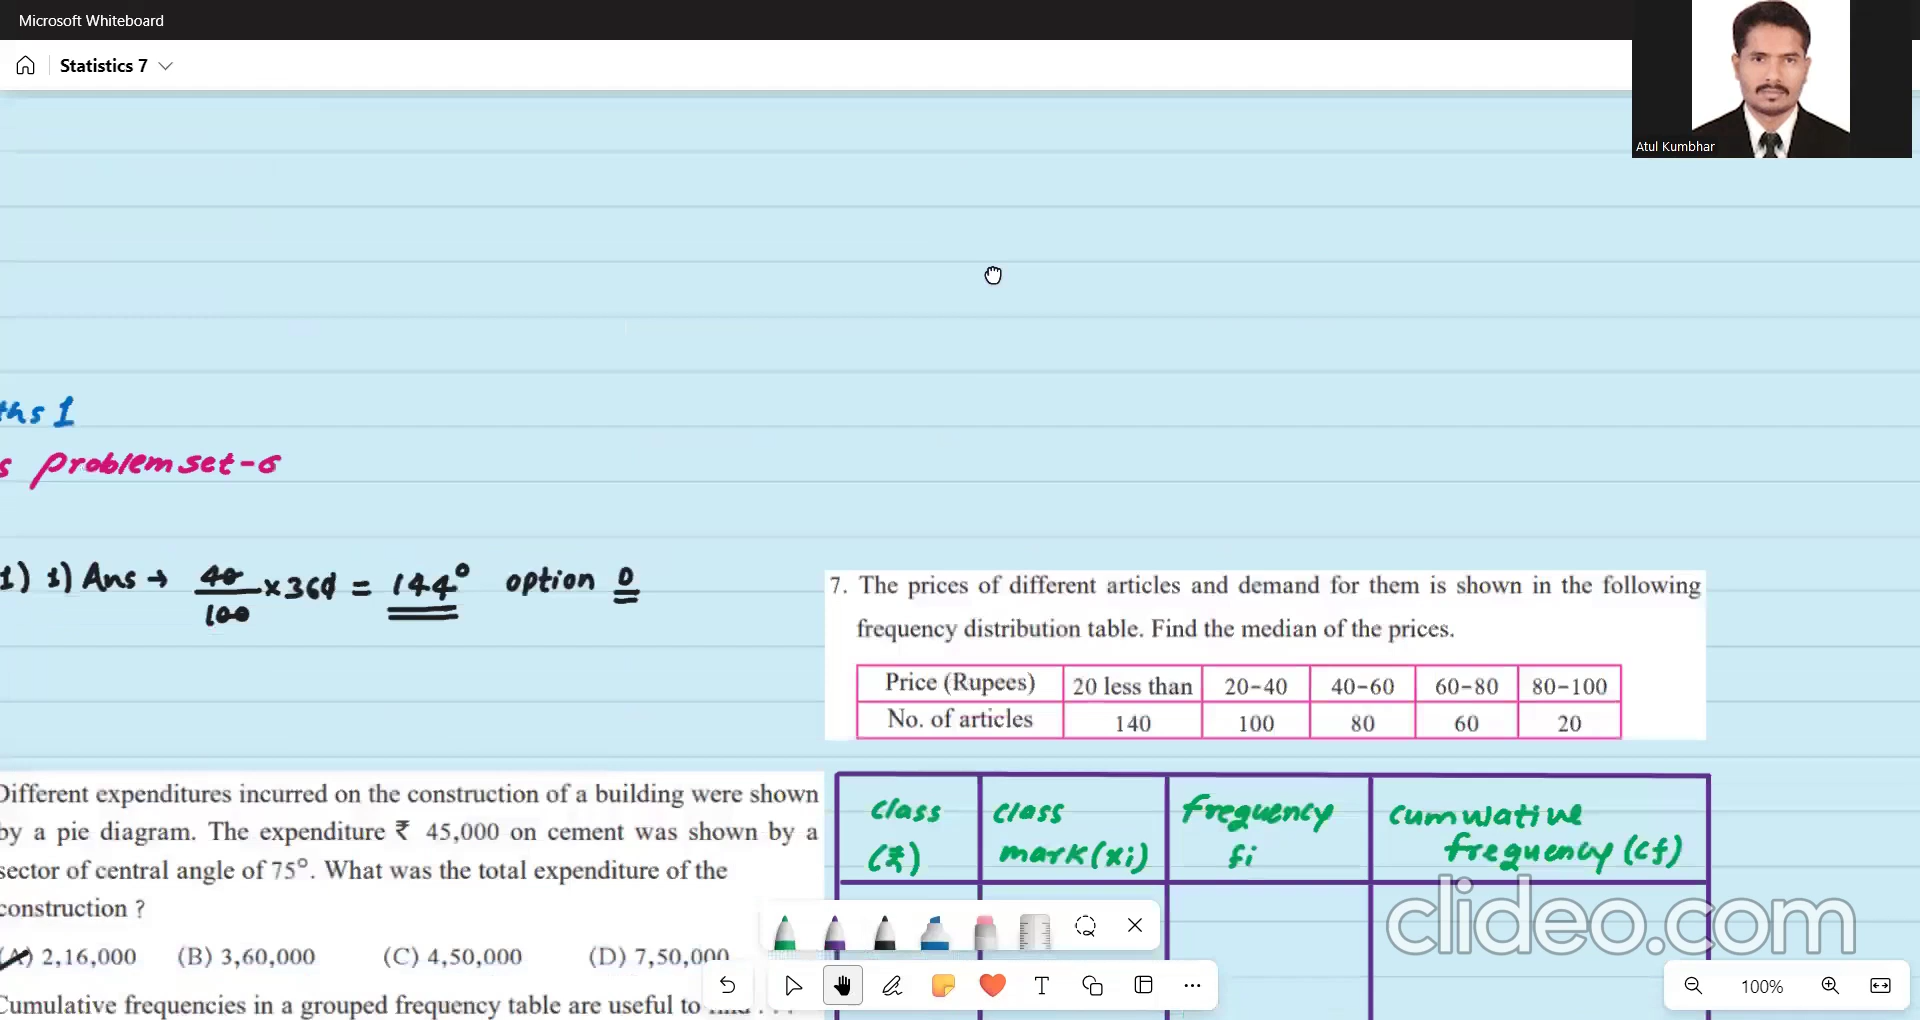 Microsoft Whiteboard
Statistics 7
Atul Kumbhar
ths 1
s problem set-6
1) 1) Ans → 40/100 × 360 = 144° option D
7. The prices of different articles and demand for them is shown in the following
frequency distribution table. Find the median of the prices.
Price (Rupees) 20 less than 20-40 40-60 60-80 80-100
No. of articles 140 100 80 60 20
Different expenditures incurred on the construction of a building were shown
by a pie diagram. The expenditure ₹ 45,000 on cement was shown by a
sector of central angle of 75°. What was the total expenditure of the
construction ?
(A) 2,16,000 (B) 3,60,000 (C) 4,50,000 (D) 7,50,000
Cumulative frequencies in a grouped frequency table are useful to
class (₹) class mark (xi) frequency fi cumulative frequency (cf)
clideo.com
100%